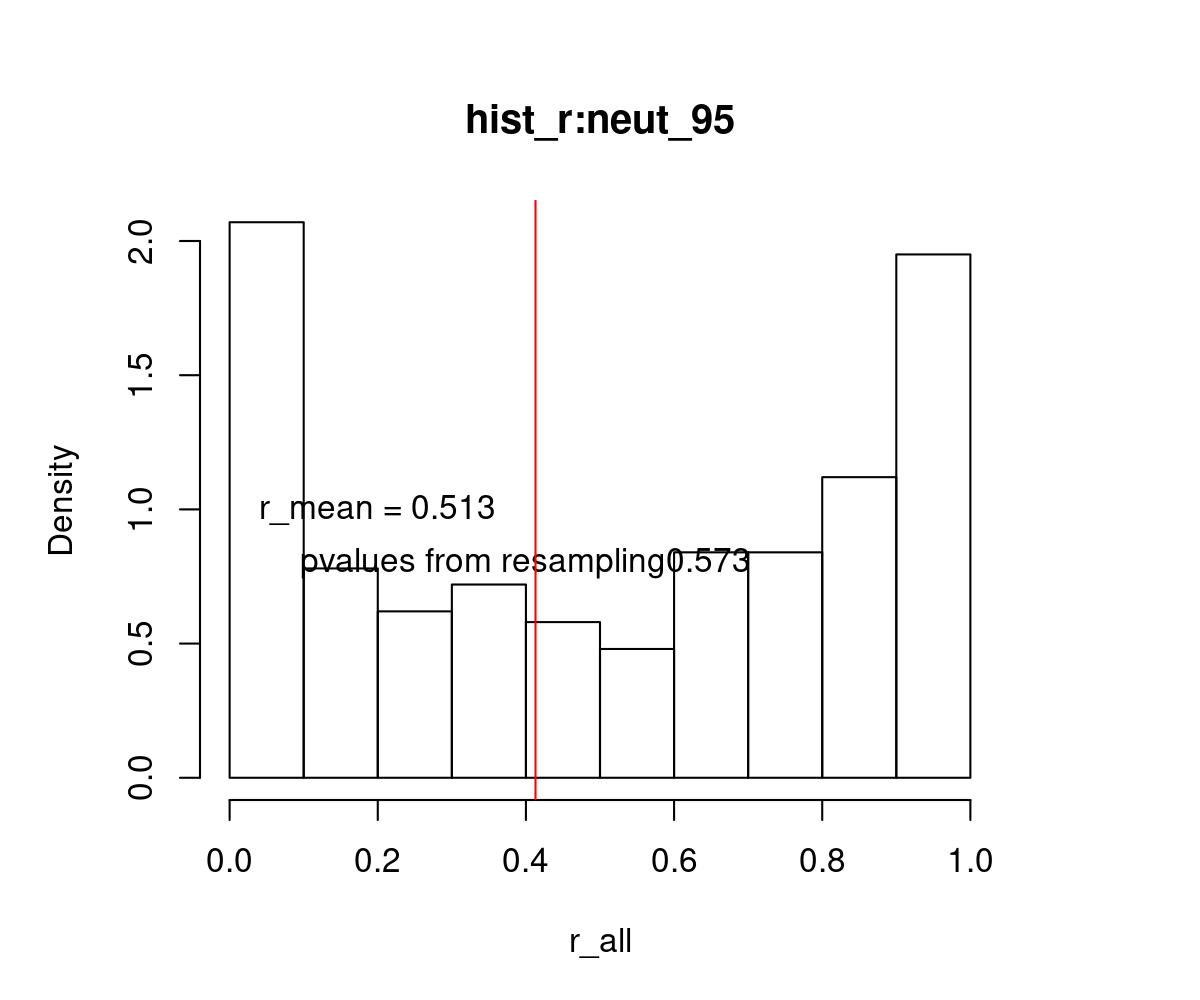 hist_r:neut_95
2.0
1.5
1.0
0.5
0.0
Density
r_mean = 0.513
pvalues from resampling0.573
0.0 0.2 0.4 0.6 0.8 1.0
r_all